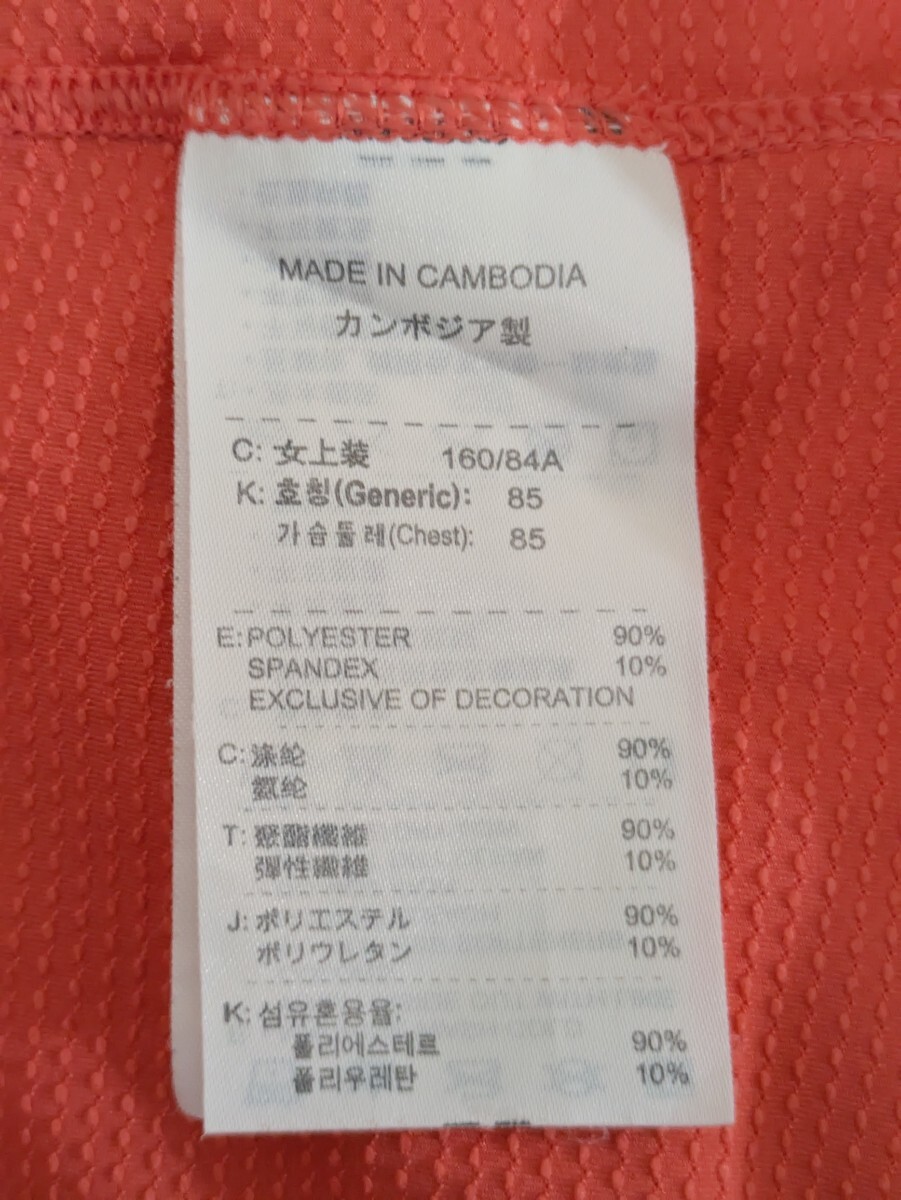 MADE IN CAMBODIA
カンボジア製
C: 女上装 160/84A
K: 호칭(Generic): 85
가슴둘레(Chest): 85
E: POLYESTER 90%
SPANDEX 10%
EXCLUSIVE OF DECORATION
C: 涤纶 90%
氨纶 10%
T: 聚酯纖維 90%
彈性纖維 10%
J: ポリエステル 90%
ポリウレタン 10%
K: 섬유혼용율:
폴리에스테르 90%
폴리우레탄 10%